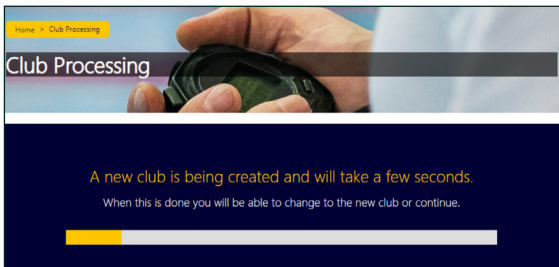 Home > Club Processing
Club Processing
A new club is being created and will take a few seconds.
When this is done you will be able to change to the new club or continue.